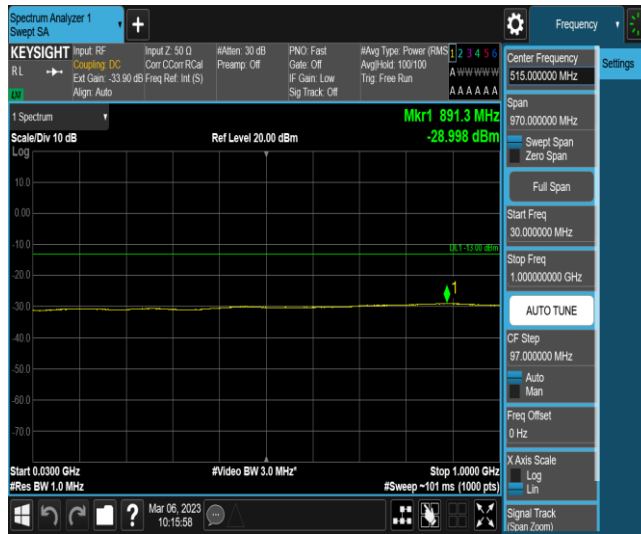 Spectrum Analyzer 1
Swept SA
Frequency
KEYSIGHT
RL
Input: RF
Coupling: DC
Ext Gain: -33.90 dB
Align: Auto
Input Z: 50 Ω
Corr CCorr RCal
Freq Ref: Int (S)
#Atten: 30 dB
Preamp: Off
PNO: Fast
Gate: Off
IF Gain: Low
Sig Track: Off
#Avg Type: Power (RMS
Avg|Hold: 100/100
Trig: Free Run
1 2 3 4 5 6
A W W W W W
A A A A A A
LXI
1 Spectrum
Scale/Div 10 dB
Ref Level 20.00 dBm
Mkr1 891.3 MHz
-28.998 dBm
Log
10.0
0.00
-10.0
DL1 -13.00 dBm
-20.0
1
-30.0
-40.0
-50.0
-60.0
-70.0
Start 0.0300 GHz
#Video BW 3.0 MHz*
Stop 1.0000 GHz
#Res BW 1.0 MHz
#Sweep ~101 ms (1000 pts)
Mar 06, 2023
10:15:58
?
Center Frequency
515.000000 MHz
Settings
Span
970.000000 MHz
Swept Span
Zero Span
Full Span
Start Freq
30.000000 MHz
Stop Freq
1.000000000 GHz
AUTO TUNE
CF Step
97.000000 MHz
Auto
Man
Freq Offset
0 Hz
X Axis Scale
Log
Lin
Signal Track
(Span Zoom)